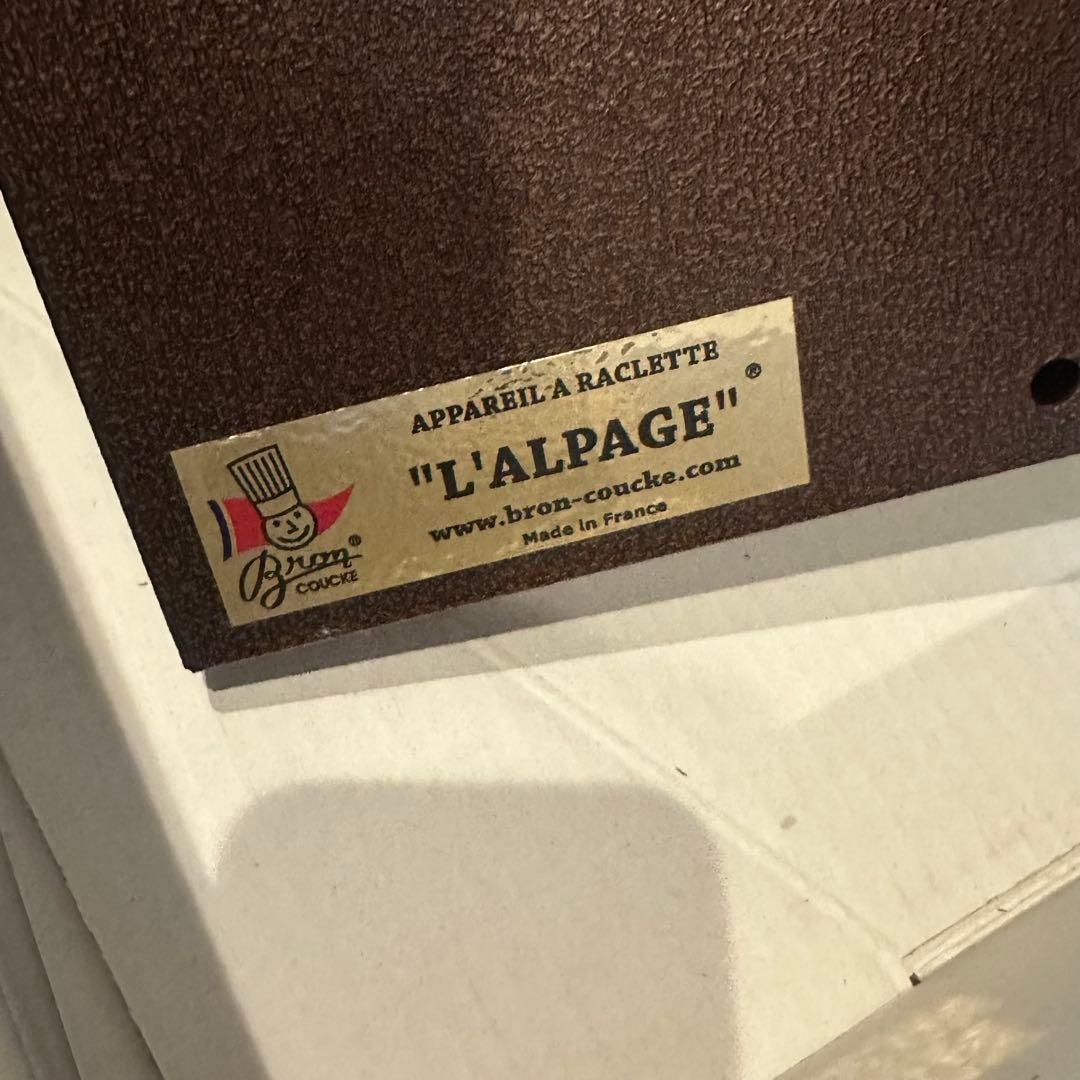 APPAREIL A RACLETTE
"L'ALPAGE" ®
www.bron-coucke.com
Made in France
Bron®
COUCKE